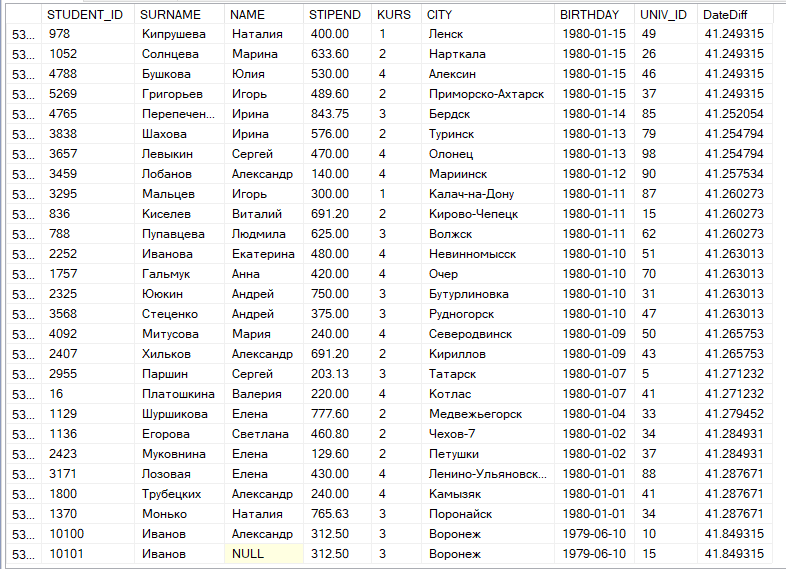 STUDENT_ID SURNAME NAME STIPEND KURS CITY BIRTHDAY UNIV_ID DateDiff
53... 978 Кипрушева Наталия 400.00 1 Ленск 1980-01-15 49 41.249315
53... 1052 Солнцева Марина 633.60 2 Нарткала 1980-01-15 26 41.249315
53... 4788 Бушкова Юлия 530.00 4 Алексин 1980-01-15 46 41.249315
53... 5269 Григорьев Игорь 489.60 2 Приморско-Ахтарск 1980-01-15 37 41.249315
53... 4765 Перепечен... Ирина 843.75 3 Бердск 1980-01-14 85 41.252054
53... 3838 Шахова Ирина 576.00 2 Туринск 1980-01-13 79 41.254794
53... 3657 Левыкин Сергей 470.00 4 Олонец 1980-01-13 98 41.254794
53... 3459 Лобанов Александр 140.00 4 Мариинск 1980-01-12 90 41.257534
53... 3295 Мальцев Игорь 300.00 1 Калач-на-Дону 1980-01-11 87 41.260273
53... 836 Киселев Виталий 691.20 2 Кирово-Чепецк 1980-01-11 15 41.260273
53... 788 Пупавцева Людмила 625.00 3 Волжск 1980-01-11 62 41.260273
53... 2252 Иванова Екатерина 480.00 4 Невинномысск 1980-01-10 51 41.263013
53... 1757 Гальмук Анна 420.00 4 Очер 1980-01-10 70 41.263013
53... 2325 Ююкин Андрей 750.00 3 Бутурлиновка 1980-01-10 31 41.263013
53... 3568 Стеценко Андрей 375.00 3 Рудногорск 1980-01-10 47 41.263013
53... 4092 Митусова Мария 240.00 4 Северодвинск 1980-01-09 50 41.265753
53... 2407 Хильков Александр 691.20 2 Кириллов 1980-01-09 43 41.265753
53... 2955 Паршин Сергей 203.13 3 Татарск 1980-01-07 5 41.271232
53... 16 Платошкина Валерия 220.00 4 Котлас 1980-01-07 41 41.271232
53... 1129 Шуршикова Елена 777.60 2 Медвежьегорск 1980-01-04 33 41.279452
53... 1136 Егорова Светлана 460.80 2 Чехов-7 1980-01-02 34 41.284931
53... 2423 Муковнина Елена 129.60 2 Петушки 1980-01-02 37 41.284931
53... 3171 Лозовая Елена 430.00 4 Ленино-Ульяновск... 1980-01-01 88 41.287671
53... 1800 Трубецких Александр 240.00 4 Камызяк 1980-01-01 41 41.287671
53... 1370 Монько Наталия 765.63 3 Поронайск 1980-01-01 34 41.287671
53... 10100 Иванов Александр 312.50 3 Воронеж 1979-06-10 10 41.849315
53... 10101 Иванов NULL 312.50 3 Воронеж 1979-06-10 15 41.849315